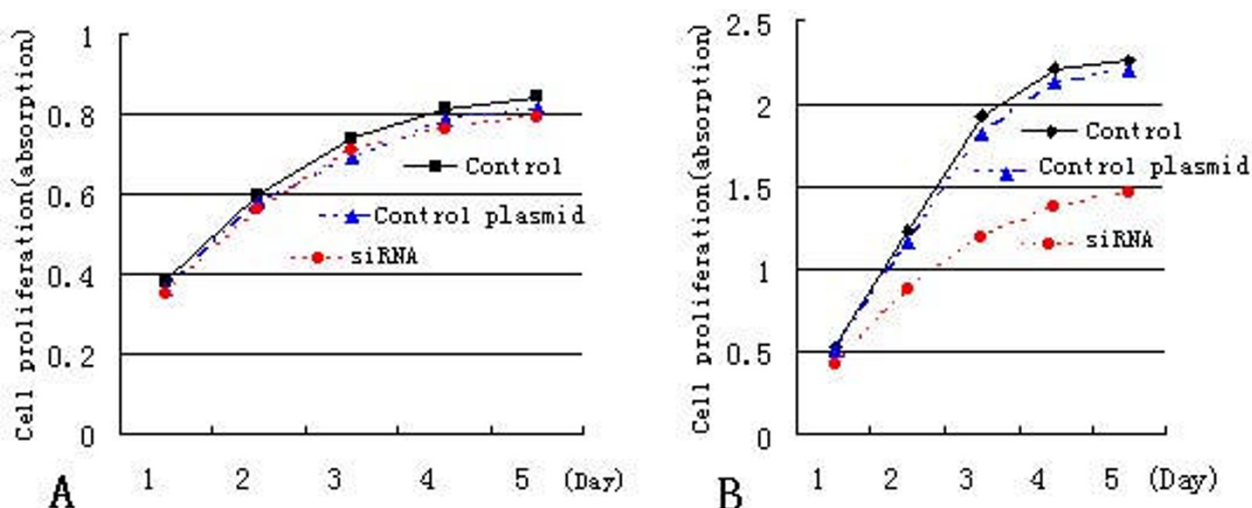 Cell proliferation(absorption)
1
0.8
0.6
0.4
0.2
0
Control
Control plasmid
siRNA
1 2 3 4 5 (Day)
A
Cell proliferation(absorption)
2.5
2
1.5
1
0.5
0
Control
Control plasmid
siRNA
1 2 3 4 5 (Day)
B